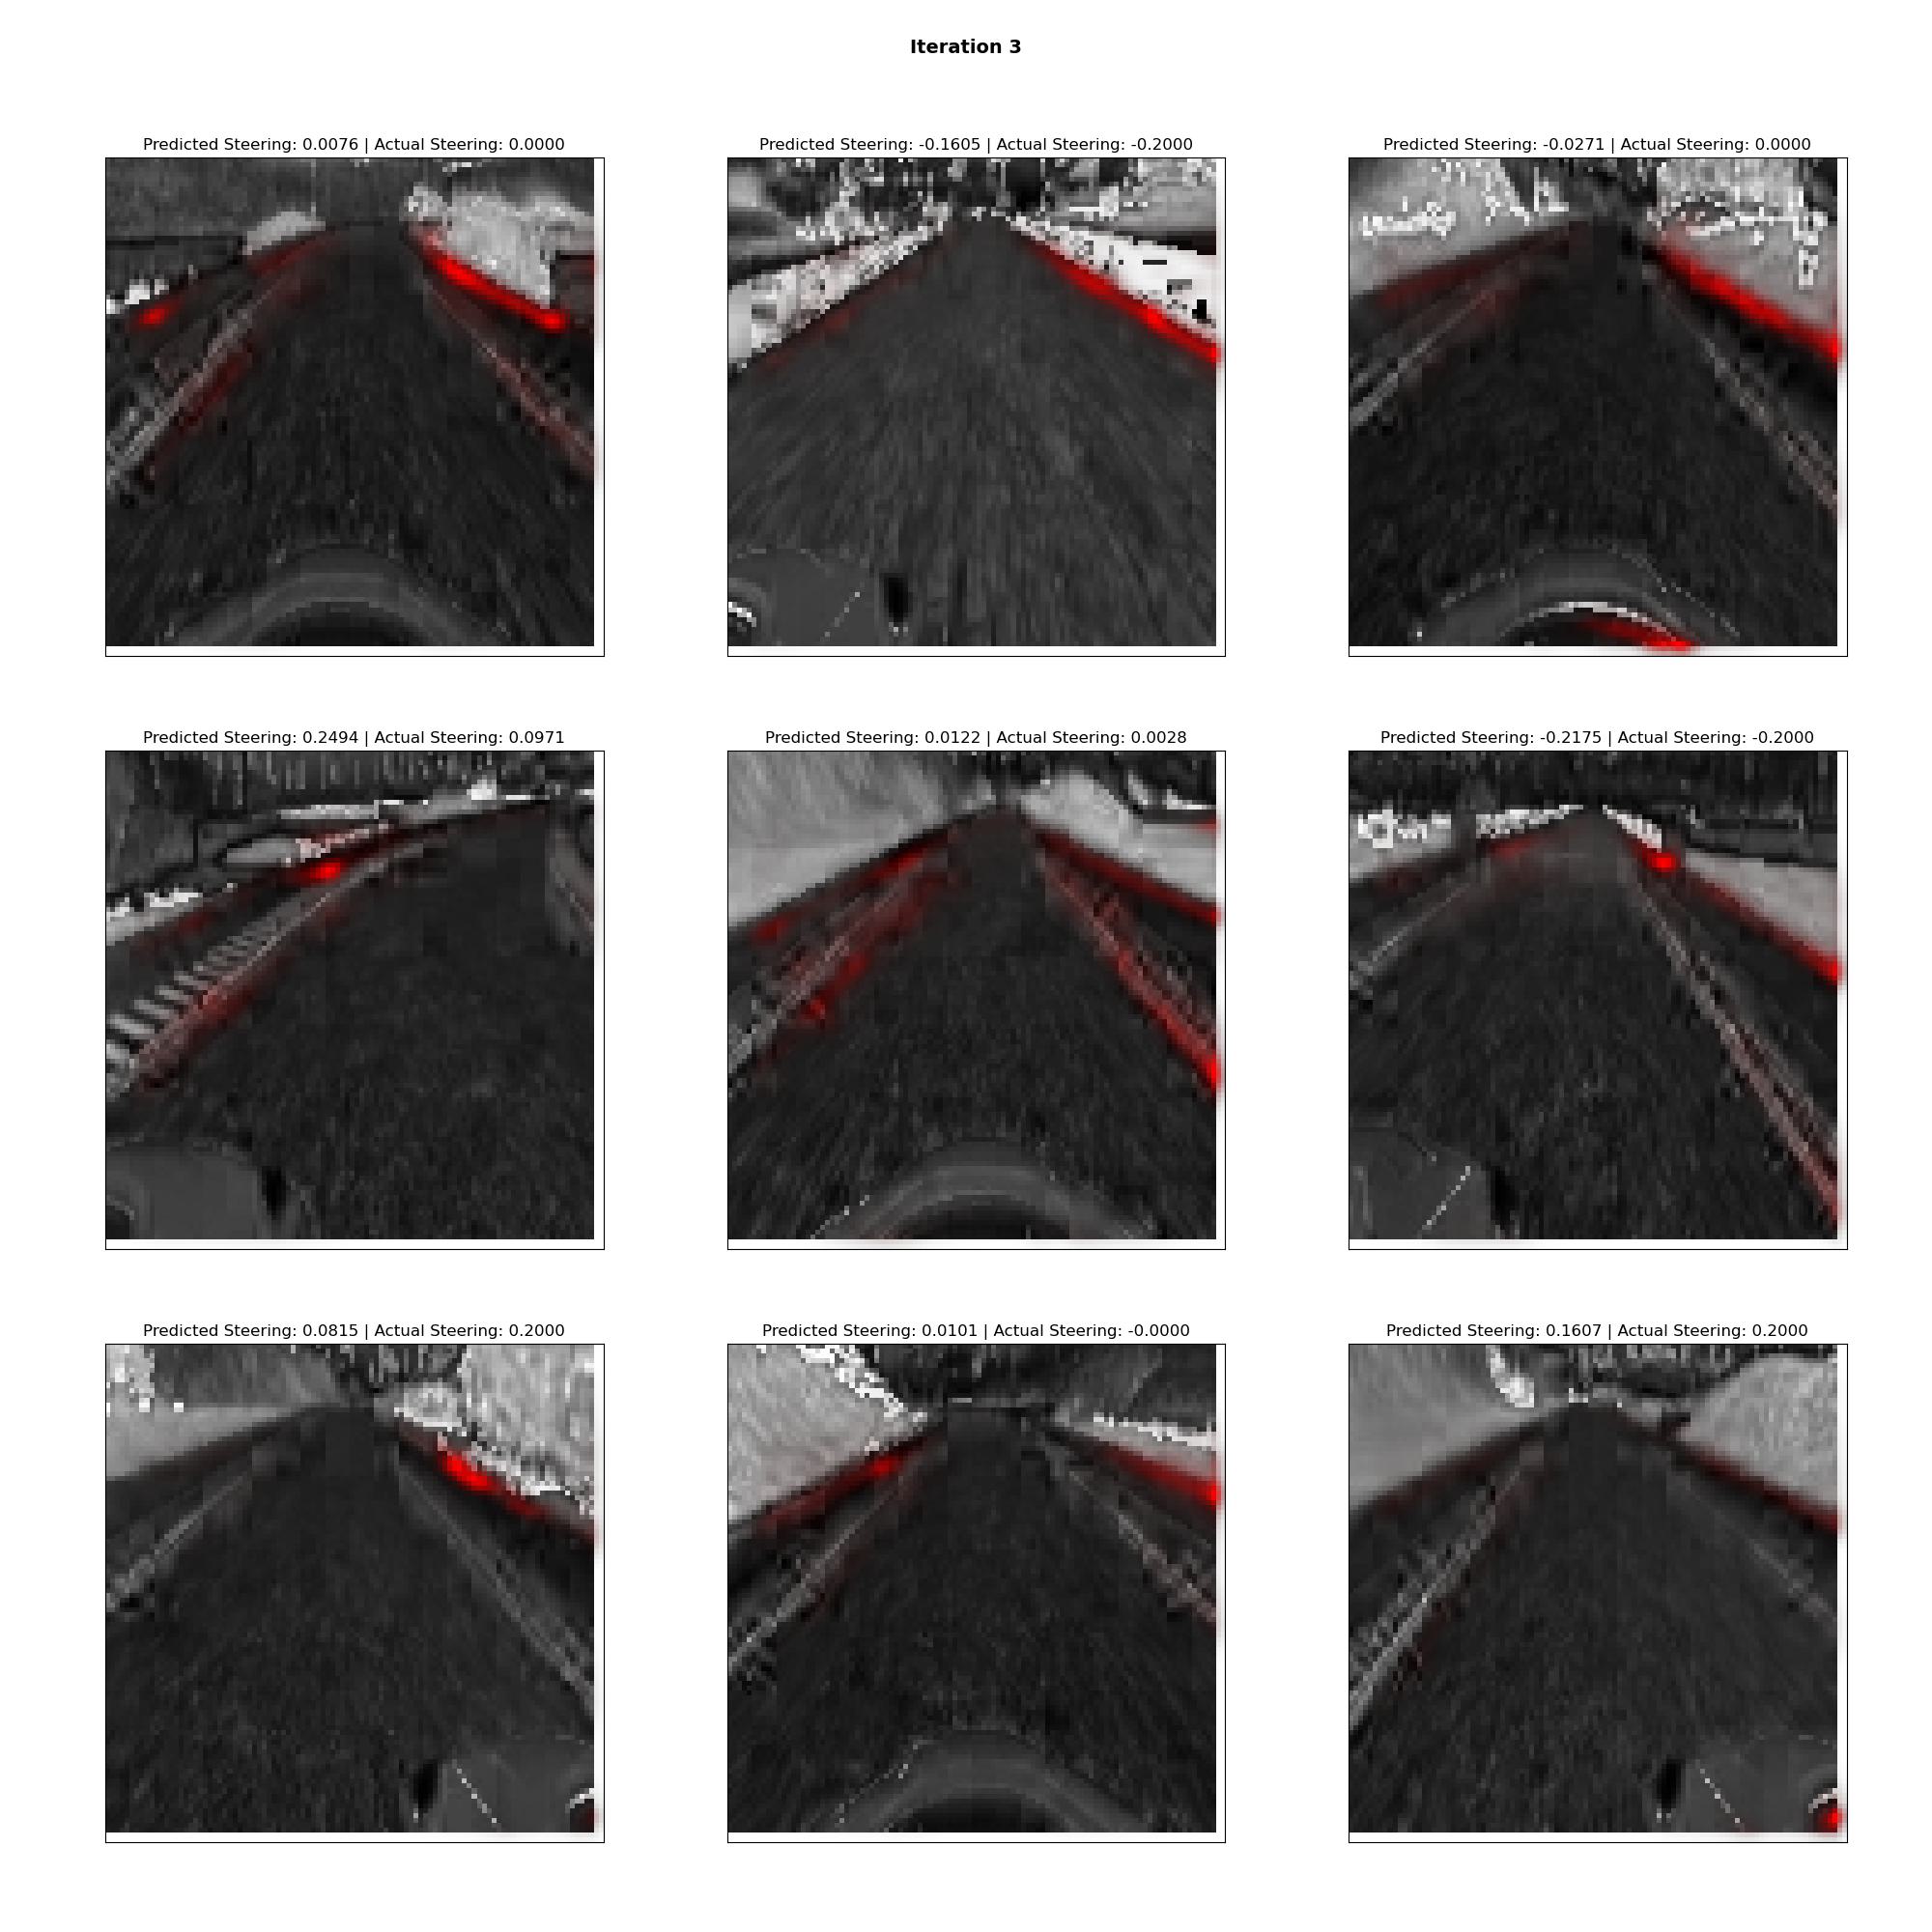 Iteration 3
Predicted Steering: 0.0076 | Actual Steering: 0.0000
Predicted Steering: -0.1605 | Actual Steering: -0.2000
Predicted Steering: -0.0271 | Actual Steering: 0.0000
Predicted Steering: 0.2494 | Actual Steering: 0.0971
Predicted Steering: 0.0122 | Actual Steering: 0.0028
Predicted Steering: -0.2175 | Actual Steering: -0.2000
Predicted Steering: 0.0815 | Actual Steering: 0.2000
Predicted Steering: 0.0101 | Actual Steering: -0.0000
Predicted Steering: 0.1607 | Actual Steering: 0.2000